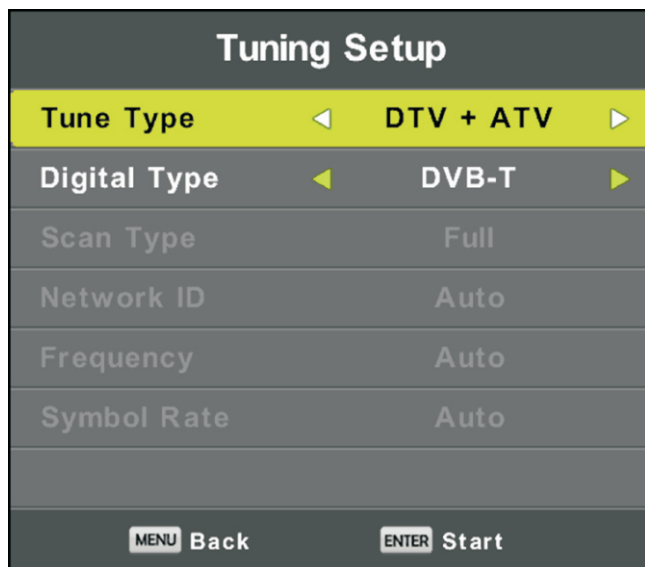 Tuning Setup
Tune Type DTV + ATV
Digital Type DVB-T
Scan Type Full
Network ID Auto
Frequency Auto
Symbol Rate Auto
MENU Back ENTER Start